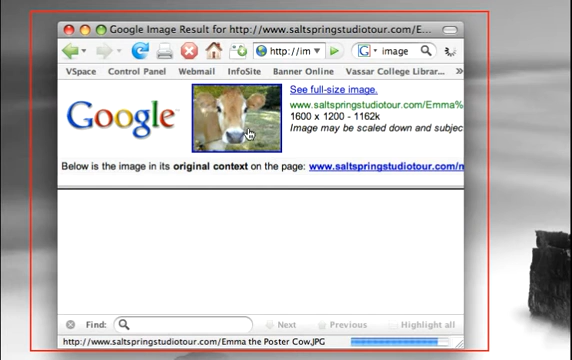 Google Image Result for http://www.saltspringstudiotour.com/E...
http://im
image
VSpace Control Panel Webmail InfoSite Banner Online Vassar College Librar... »
Google
See full-size image.
www.saltspringstudiotour.com/Emma%
1600 x 1200 - 1162k
Image may be scaled down and subjec
Below is the image in its original context on the page: www.saltspringstudiotour.com/n
Find: Next Previous Highlight all
http://www.saltspringstudiotour.com/Emma the Poster Cow.JPG